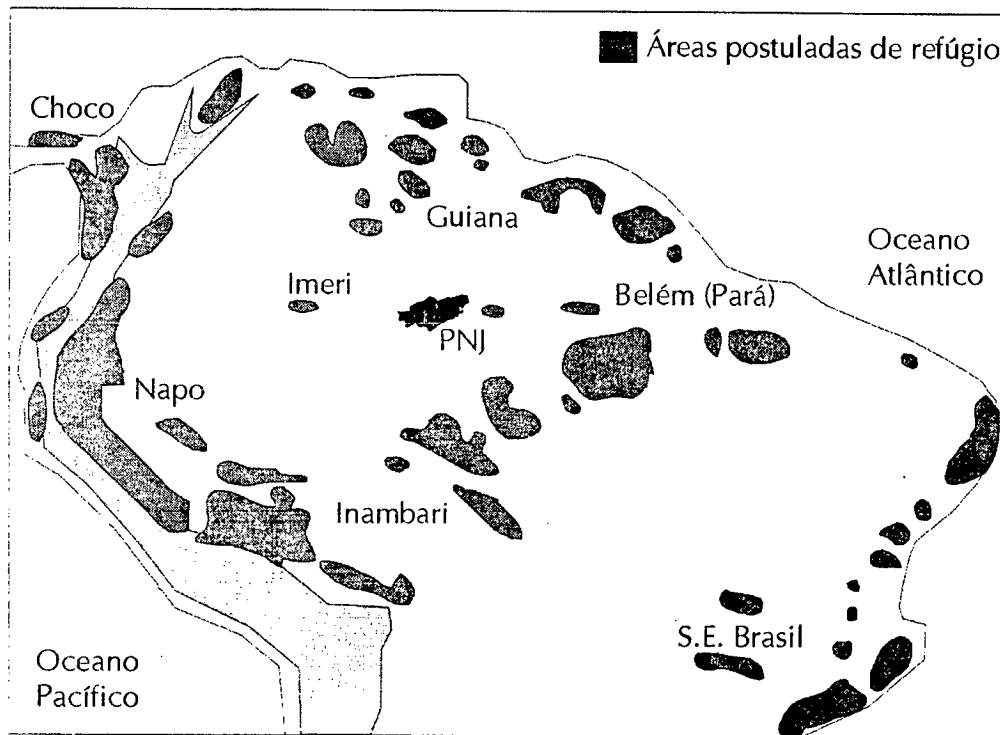 Áreas postuladas de refúgio
Choco
Guiana
Oceano
Atlântico
Imeri
Belém (Pará)
PNJ
Napo
Inambari
S.E. Brasil
Oceano
Pacífico